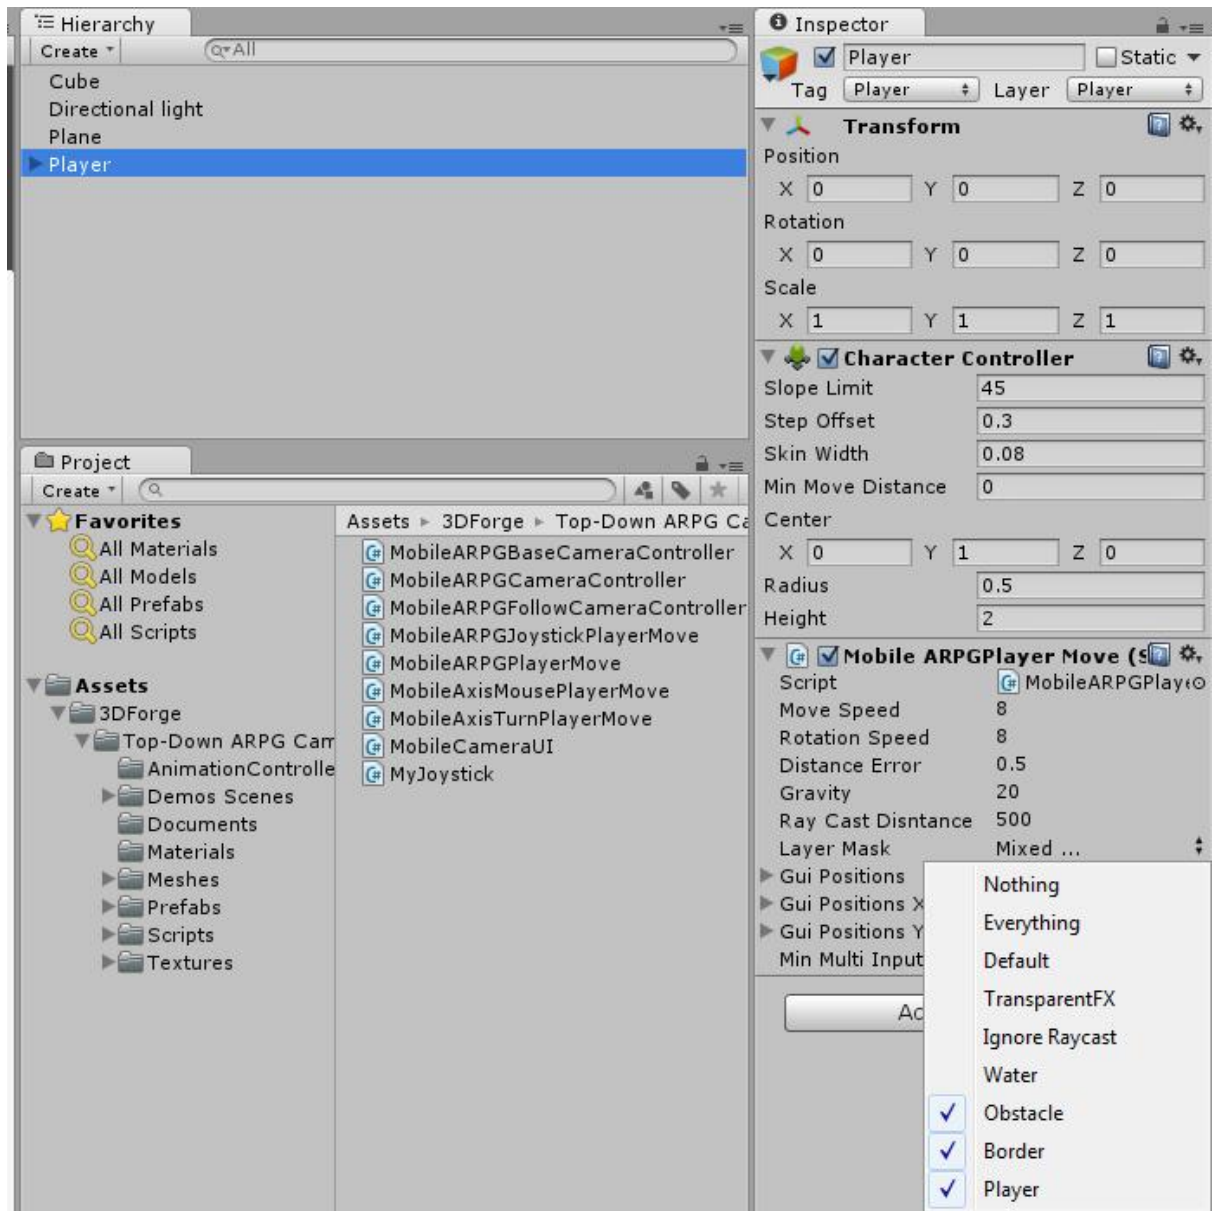 Hierarchy
Create
All
Cube
Directional light
Plane
Player
Project
Create
Favorites
All Materials
All Models
All Prefabs
All Scripts
Assets
3DForge
Top-Down ARPG Cam
AnimationControlle
Demos Scenes
Documents
Materials
Meshes
Prefabs
Scripts
Textures
Assets 3DForge Top-Down ARPG Ca
MobileARPGBaseCameraController
MobileARPGCameraController
MobileARPGFollowCameraController
MobileARPGJoystickPlayerMove
MobileARPGPlayerMove
MobileAxisMousePlayerMove
MobileAxisTurnPlayerMove
MobileCameraUI
MyJoystick
Inspector
Player Static
Tag Player Layer Player
Transform
Position
X 0 Y 0 Z 0
Rotation
X 0 Y 0 Z 0
Scale
X 1 Y 1 Z 1
Character Controller
Slope Limit 45
Step Offset 0.3
Skin Width 0.08
Min Move Distance 0
Center
X 0 Y 1 Z 0
Radius 0.5
Height 2
Mobile ARPGPlayer Move (S
Script MobileARPGPlaye
Move Speed 8
Rotation Speed 8
Distance Error 0.5
Gravity 20
Ray Cast Disntance 500
Layer Mask Mixed ...
Gui Positions
Gui Positions X
Gui Positions Y
Min Multi Input
Ac
Nothing
Everything
Default
TransparentFX
Ignore Raycast
Water
Obstacle
Border
Player